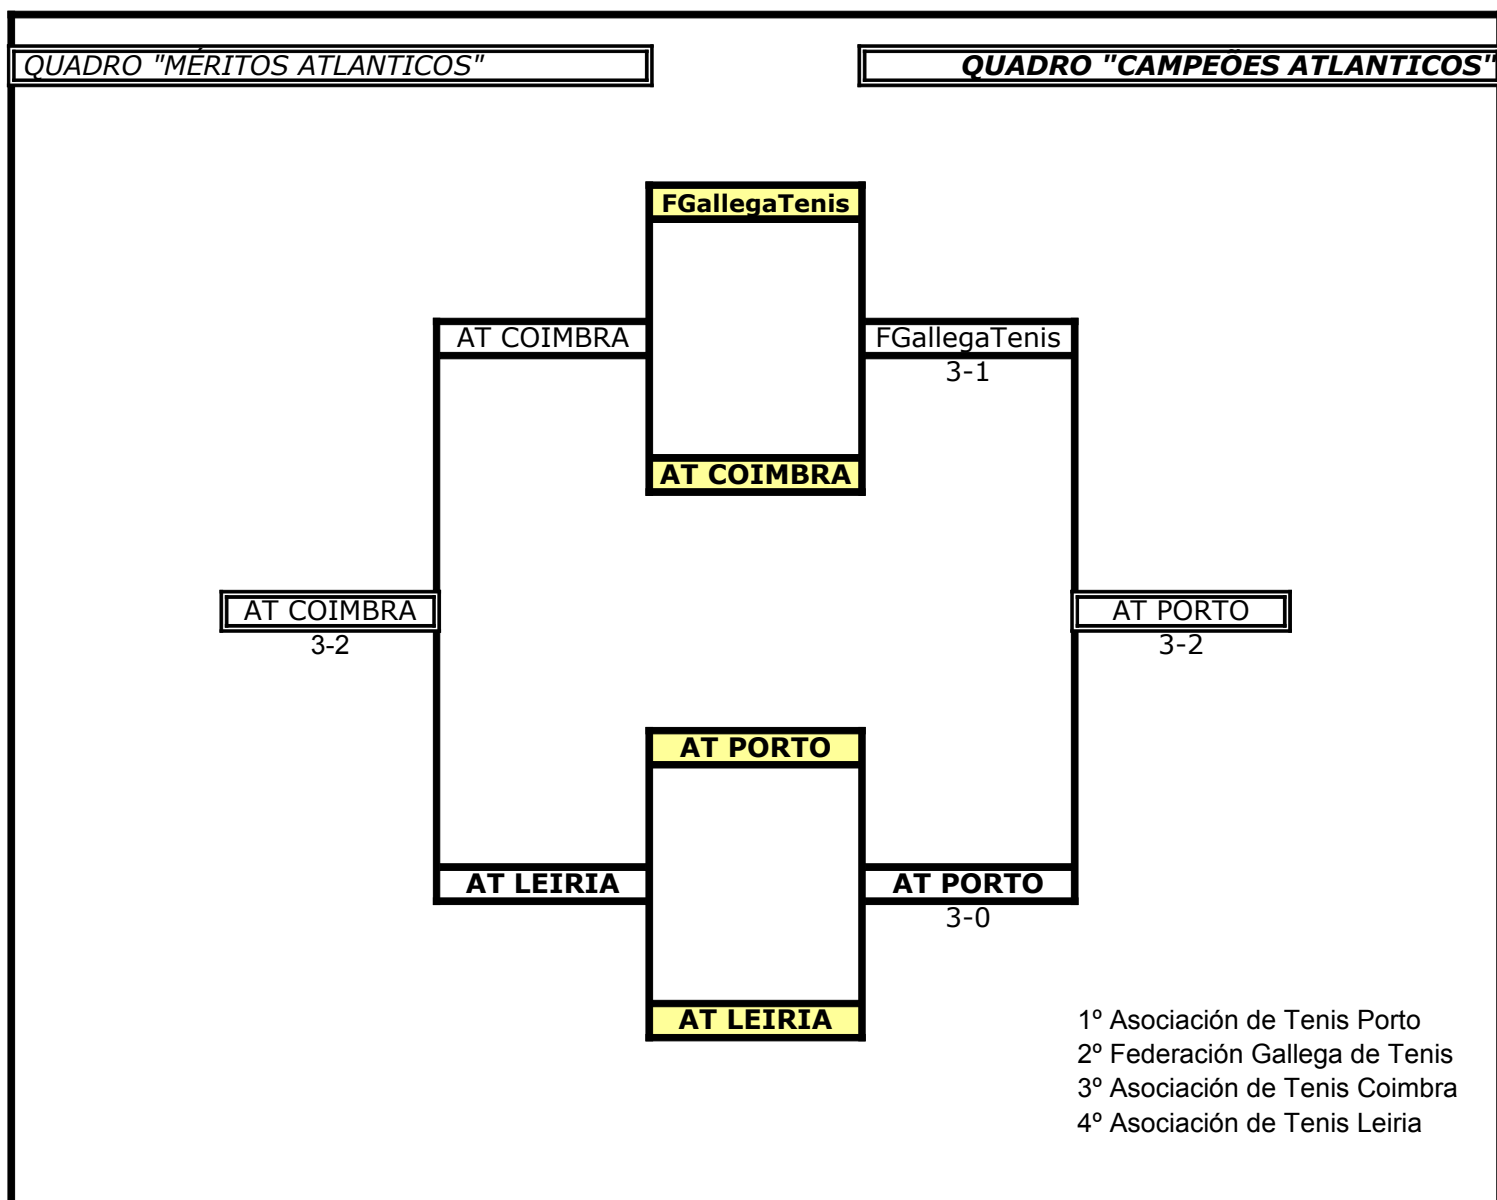 QUADRO "MÉRITOS ATLANTICOS"
QUADRO "CAMPEÕES ATLANTICOS"
FGallegaTenis
AT COIMBRA
FGallegaTenis
3-1
AT COIMBRA
AT COIMBRA
3-2
AT PORTO
3-2
AT PORTO
AT LEIRIA
AT PORTO
3-0
AT LEIRIA
1º Asociación de Tenis Porto
2º Federación Gallega de Tenis
3º Asociación de Tenis Coimbra
4º Asociación de Tenis Leiria